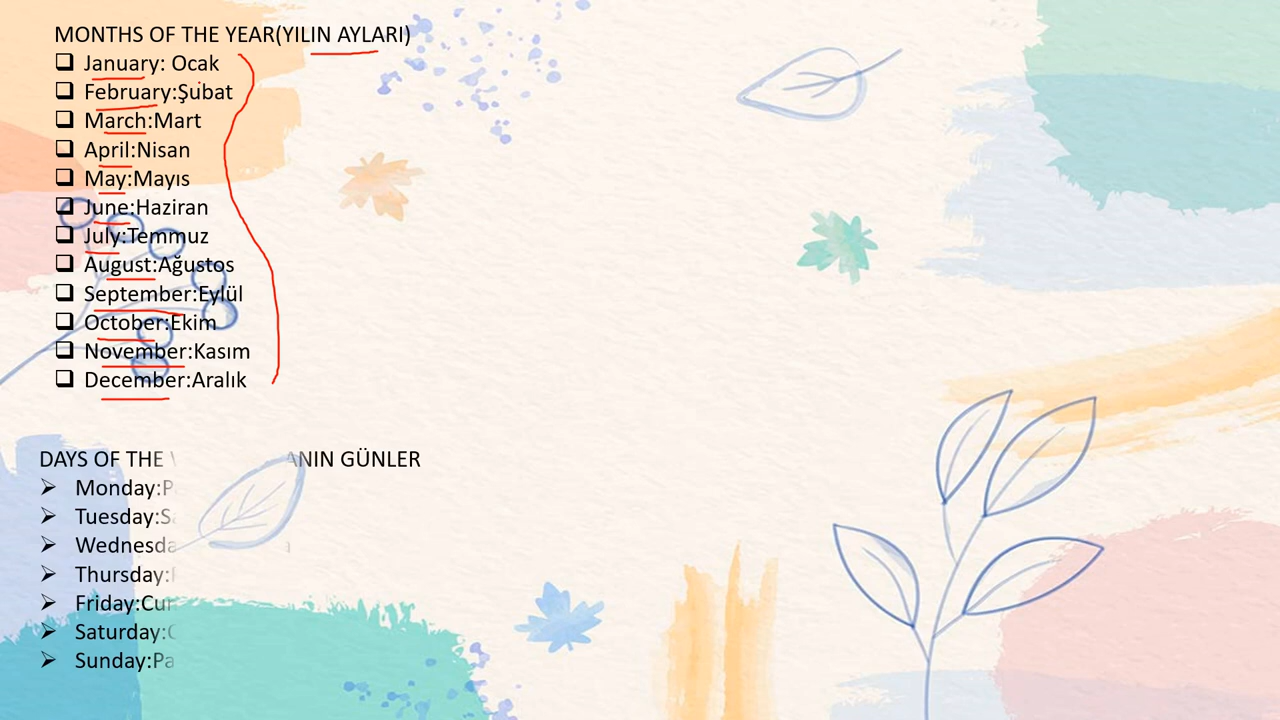 MONTHS OF THE YEAR(YILIN AYLARI)
January: Ocak
February:Şubat
March:Mart
April:Nisan
May:Mayıs
June:Haziran
July:Temmuz
August:Ağustos
September:Eylül
October:Ekim
November:Kasım
December:Aralık
DAYS OF THE GÜNLER
Monday:
Tuesday:
Thursday:
Friday:
Saturday:
Sunday: